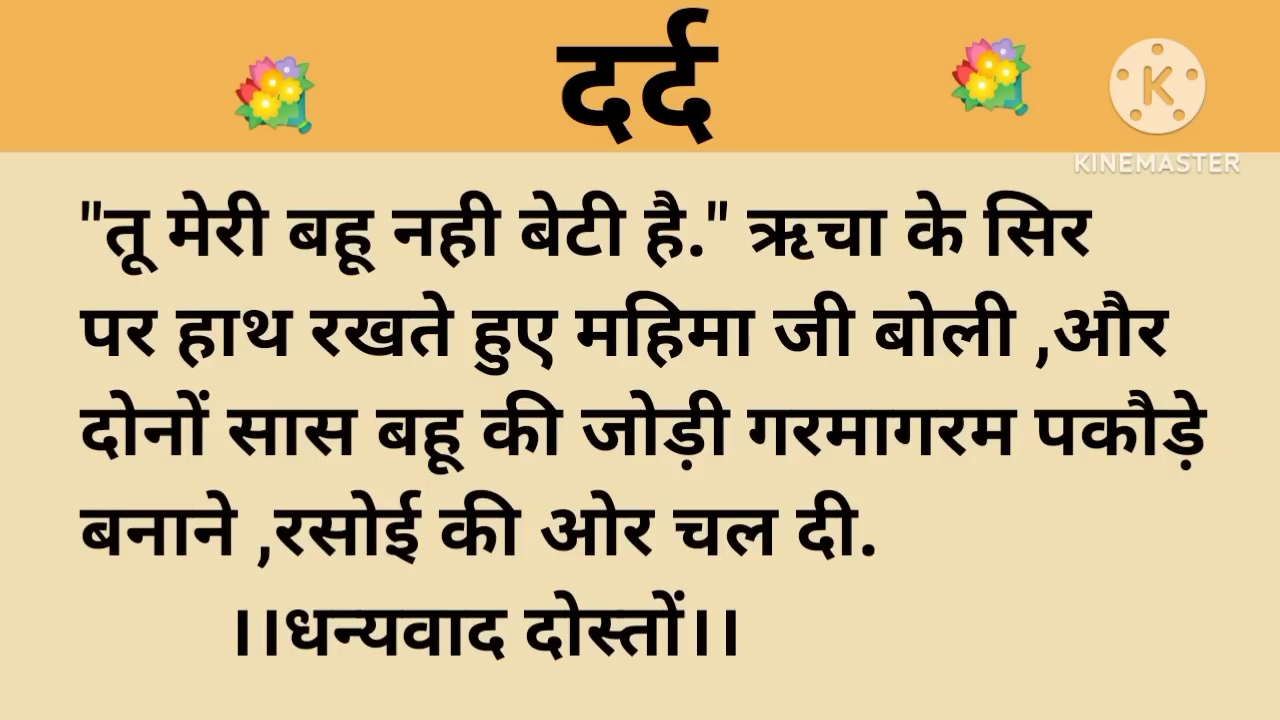 दर्द
KINEMASTER
"तू मेरी बहू नही बेटी है." ऋचा के सिर
पर हाथ रखते हुए महिमा जी बोली ,और
दोनों सास बहू की जोड़ी गरमागरम पकौड़े
बनाने ,रसोई की ओर चल दी.
।।धन्यवाद दोस्तों।।